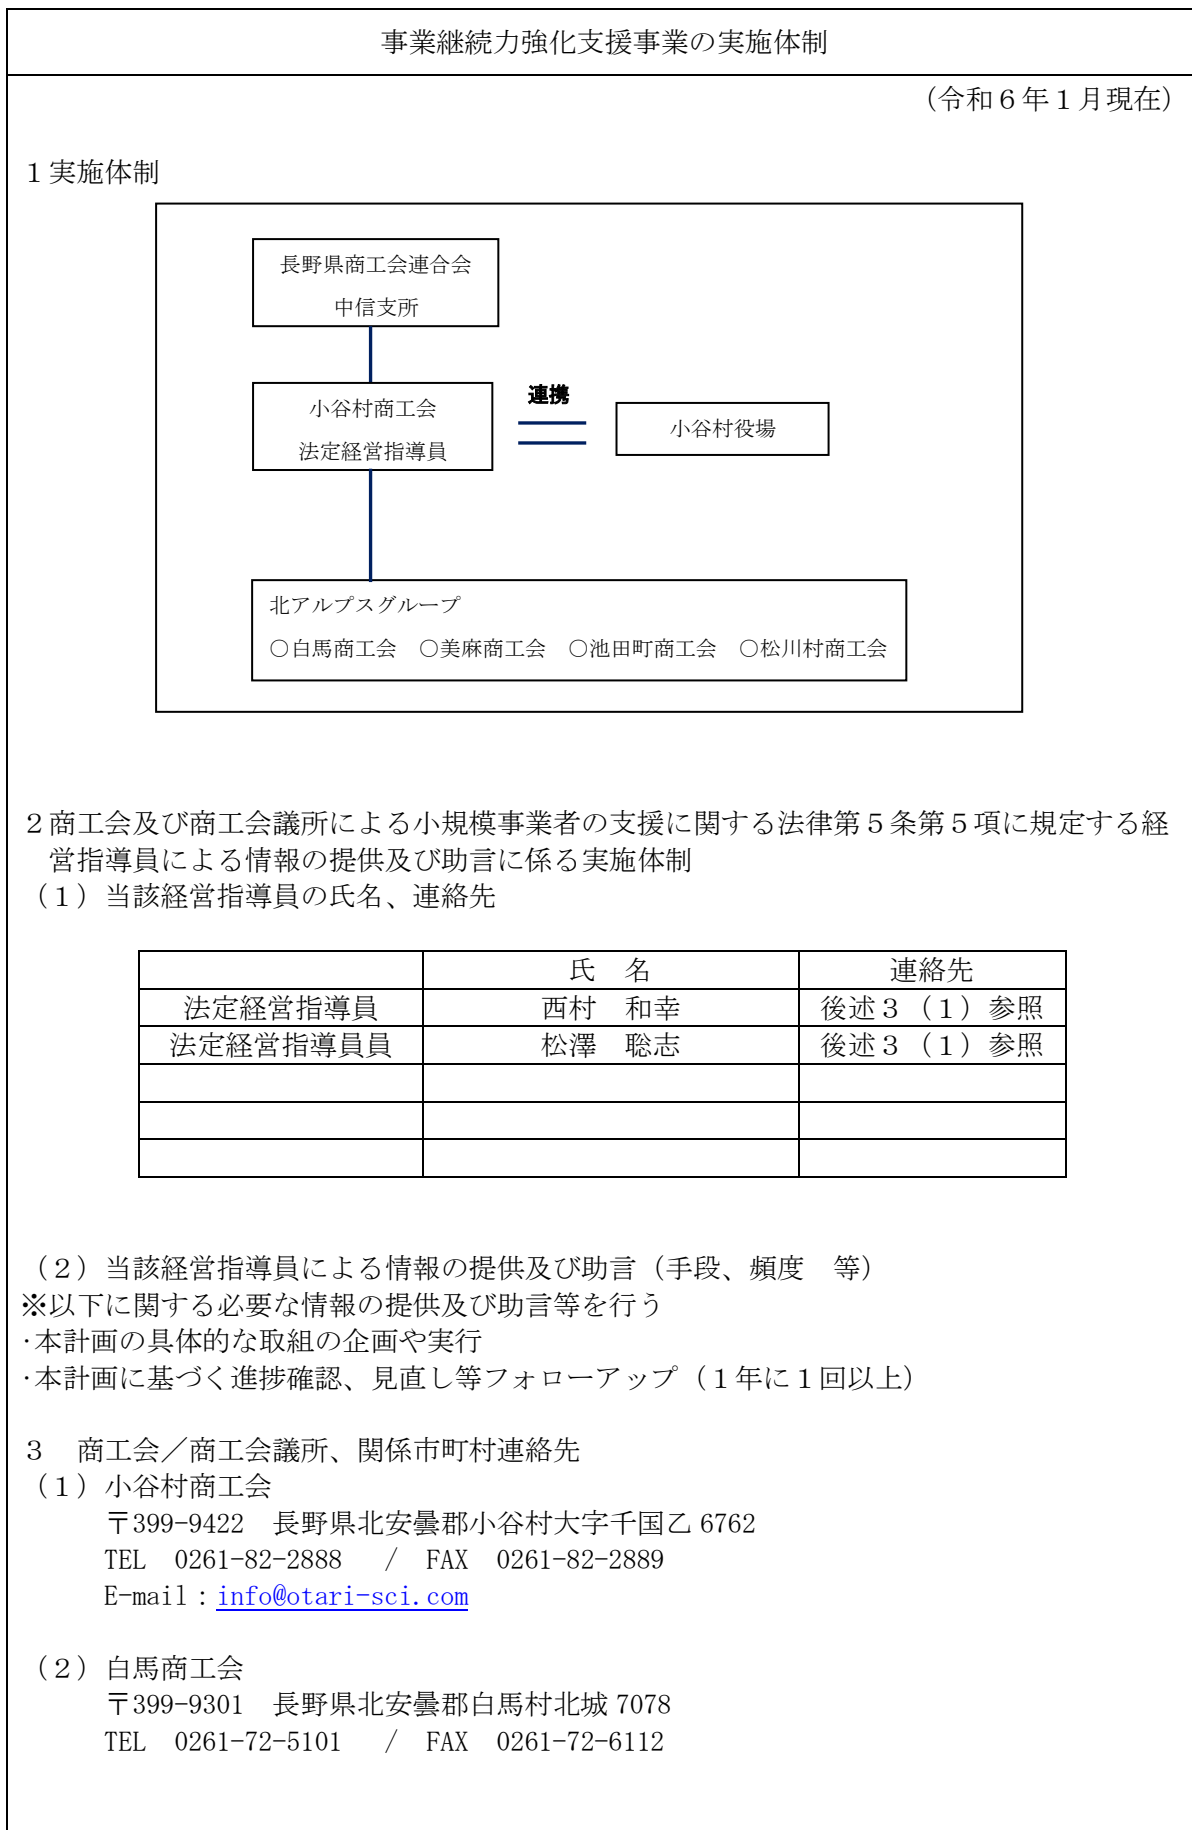 事業継続力強化支援事業の実施体制
（令和６年１月現在）
１実施体制
長野県商工会連合会
中信支所
小谷村商工会
法定経営指導員
連携
小谷村役場
北アルプスグループ
○白馬商工会　○美麻商工会　○池田町商工会　○松川村商工会
２商工会及び商工会議所による小規模事業者の支援に関する法律第５条第５項に規定する経
営指導員による情報の提供及び助言に係る実施体制
（１）当該経営指導員の氏名、連絡先
氏　名　連絡先
法定経営指導員　西村　和幸　後述３（１）参照
法定経営指導員員　松澤　聡志　後述３（１）参照
（２）当該経営指導員による情報の提供及び助言（手段、頻度　等）
※以下に関する必要な情報の提供及び助言等を行う
・本計画の具体的な取組の企画や実行
・本計画に基づく進捗確認、見直し等フォローアップ（１年に１回以上）
３　商工会／商工会議所、関係市町村連絡先
（１）小谷村商工会
〒399-9422　長野県北安曇郡小谷村大字千国乙 6762
TEL　0261-82-2888　/　FAX　0261-82-2889
E-mail：info@otari-sci.com
（２）白馬商工会
〒399-9301　長野県北安曇郡白馬村北城 7078
TEL　0261-72-5101　/　FAX　0261-72-6112